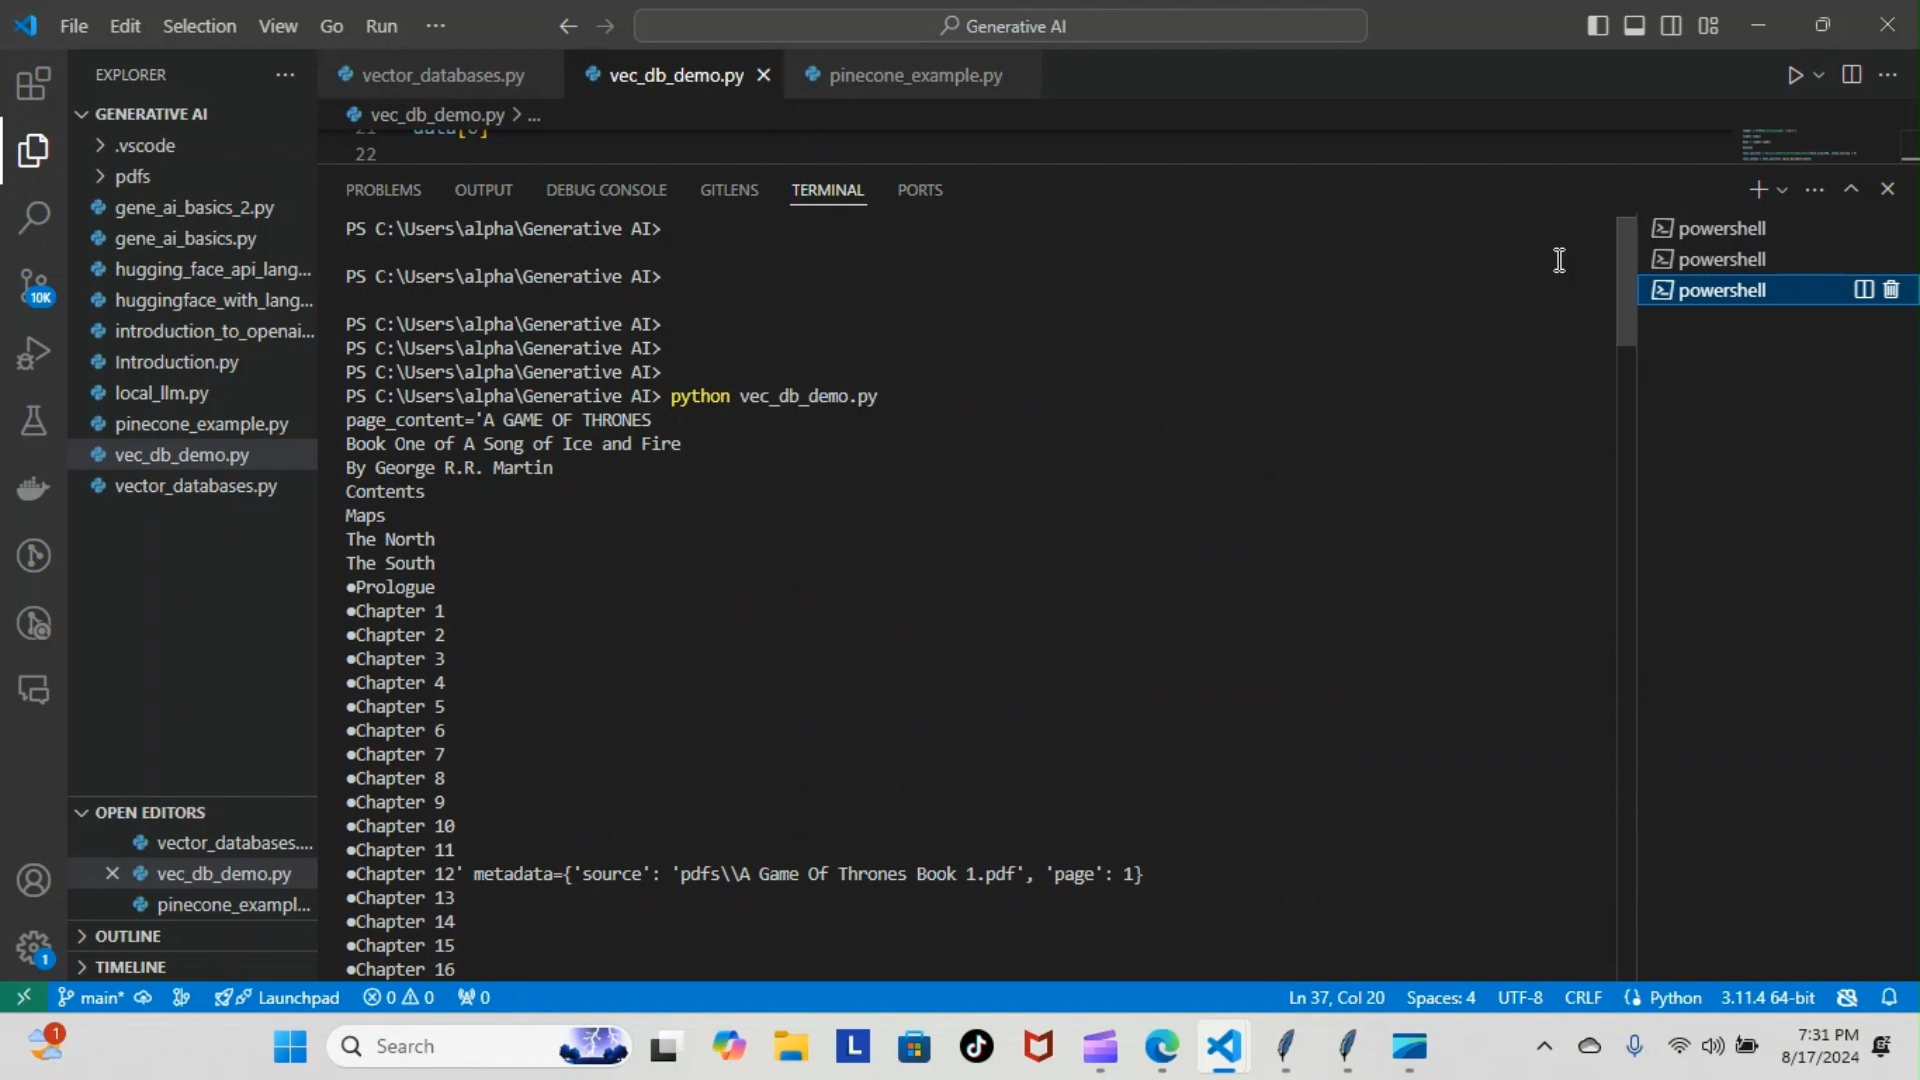 File Edit Selection View Go Run ···
Generative AI
EXPLORER ···
vector_databases.py
vec_db_demo.py
pinecone_example.py
GENERATIVE AI
vec_db_demo.py > ...
.vscode
22
pdfs
PROBLEMS OUTPUT DEBUG CONSOLE GITLENS TERMINAL PORTS
gene_ai_basics_2.py
gene_ai_basics.py
hugging_face_api_lang...
huggingface_with_lang...
introduction_to_openai...
Introduction.py
local_llm.py
pinecone_example.py
vec_db_demo.py
vector_databases.py
OPEN EDITORS
vector_databases....
vec_db_demo.py
pinecone_exampl...
OUTLINE
TIMELINE
10K
1
PS C:\Users\alpha\Generative AI>
PS C:\Users\alpha\Generative AI>
PS C:\Users\alpha\Generative AI>
PS C:\Users\alpha\Generative AI>
PS C:\Users\alpha\Generative AI>
PS C:\Users\alpha\Generative AI> python vec_db_demo.py
page_content='A GAME OF THRONES
Book One of A Song of Ice and Fire
By George R.R. Martin
Contents
Maps
The North
The South
●Prologue
●Chapter 1
●Chapter 2
●Chapter 3
●Chapter 4
●Chapter 5
●Chapter 6
●Chapter 7
●Chapter 8
●Chapter 9
●Chapter 10
●Chapter 11
●Chapter 12' metadata={'source': 'pdfs\\A Game Of Thrones Book 1.pdf', 'page': 1}
●Chapter 13
●Chapter 14
●Chapter 15
●Chapter 16
powershell
powershell
powershell
main* Launchpad 0 0 0
Ln 37, Col 20 Spaces: 4 UTF-8 CRLF Python 3.11.4 64-bit
1
Search
L
7:31 PM
8/17/2024